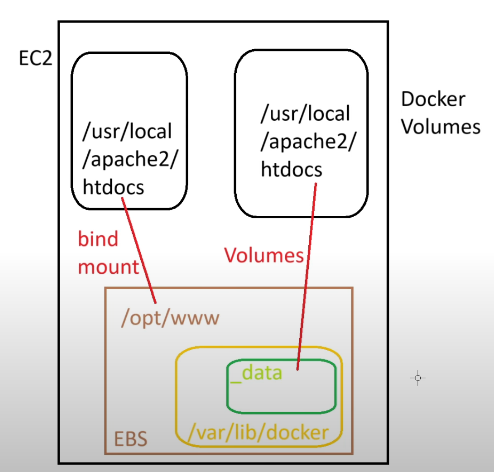 EC2
/usr/local
/apache2/
htdocs
/usr/local
/apache2/
htdocs
Docker
Volumes
bind
mount
Volumes
/opt/www
_data
EBS
/var/lib/docker